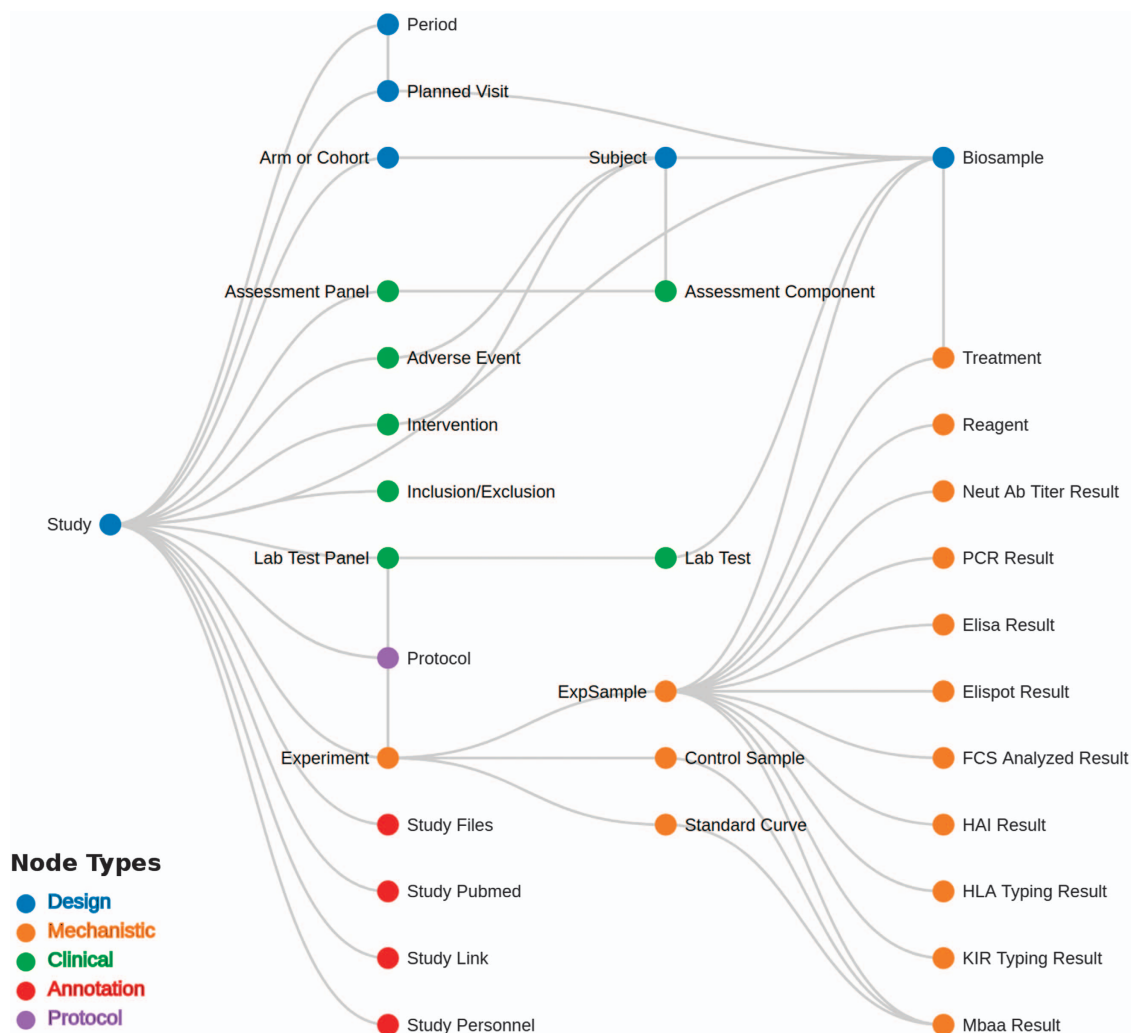 Period
Planned Visit
Arm or Cohort
Subject
Biosample
Assessment Panel
Assessment Component
Adverse Event
Treatment
Intervention
Reagent
Inclusion/Exclusion
Neut Ab Titer Result
Study
Lab Test Panel
Lab Test
PCR Result
Elisa Result
Protocol
ExpSample
Elispot Result
Experiment
Control Sample
FCS Analyzed Result
Study Files
Standard Curve
HAI Result
Node Types
Design
Mechanistic
Clinical
Annotation
Protocol
Study Pubmed
HLA Typing Result
Study Link
KIR Typing Result
Study Personnel
Mbaa Result